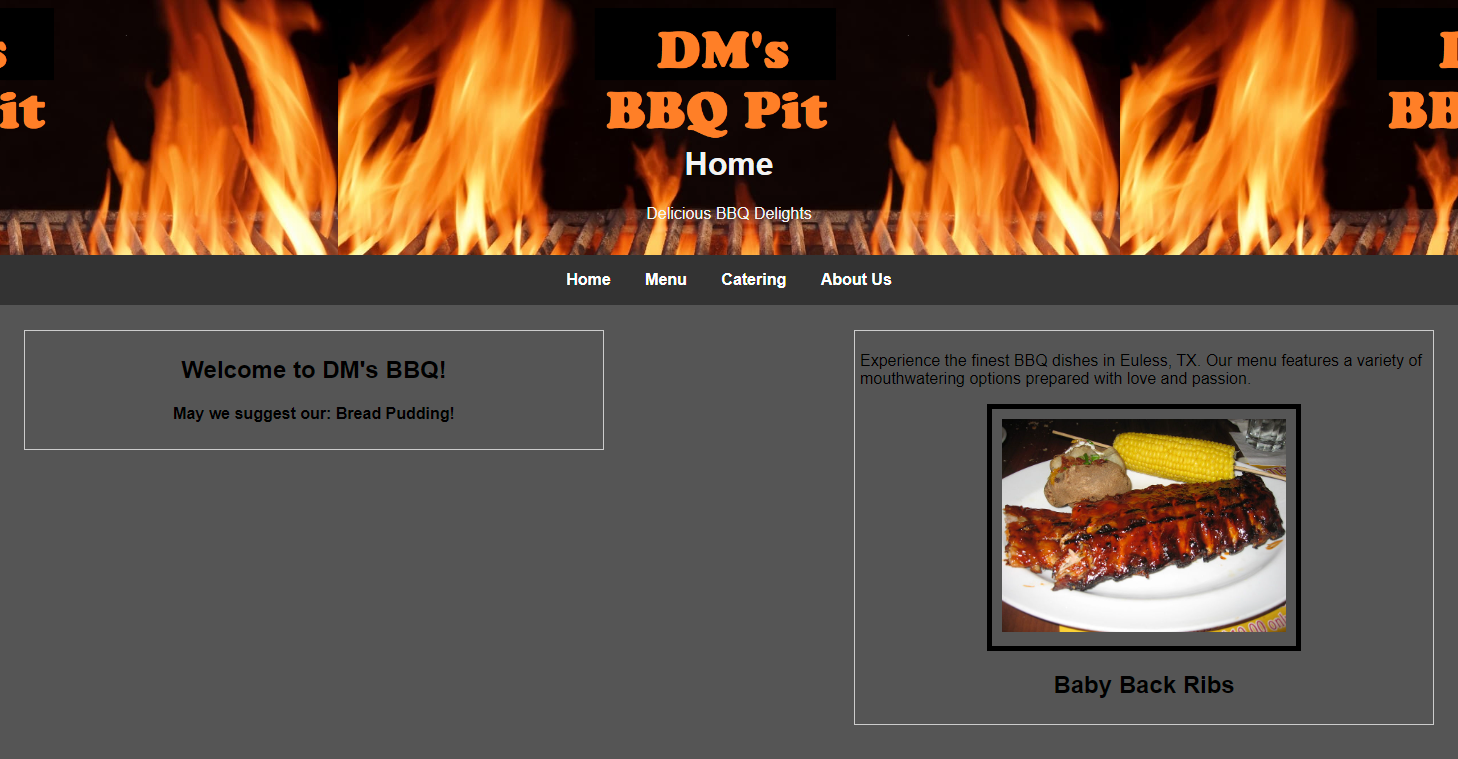 DM's
BBQ Pit
Home
Delicious BBQ Delights
Home Menu Catering About Us
Welcome to DM's BBQ!
May we suggest our: Bread Pudding!
Experience the finest BBQ dishes in Euless, TX. Our menu features a variety of
mouthwatering options prepared with love and passion.
Baby Back Ribs